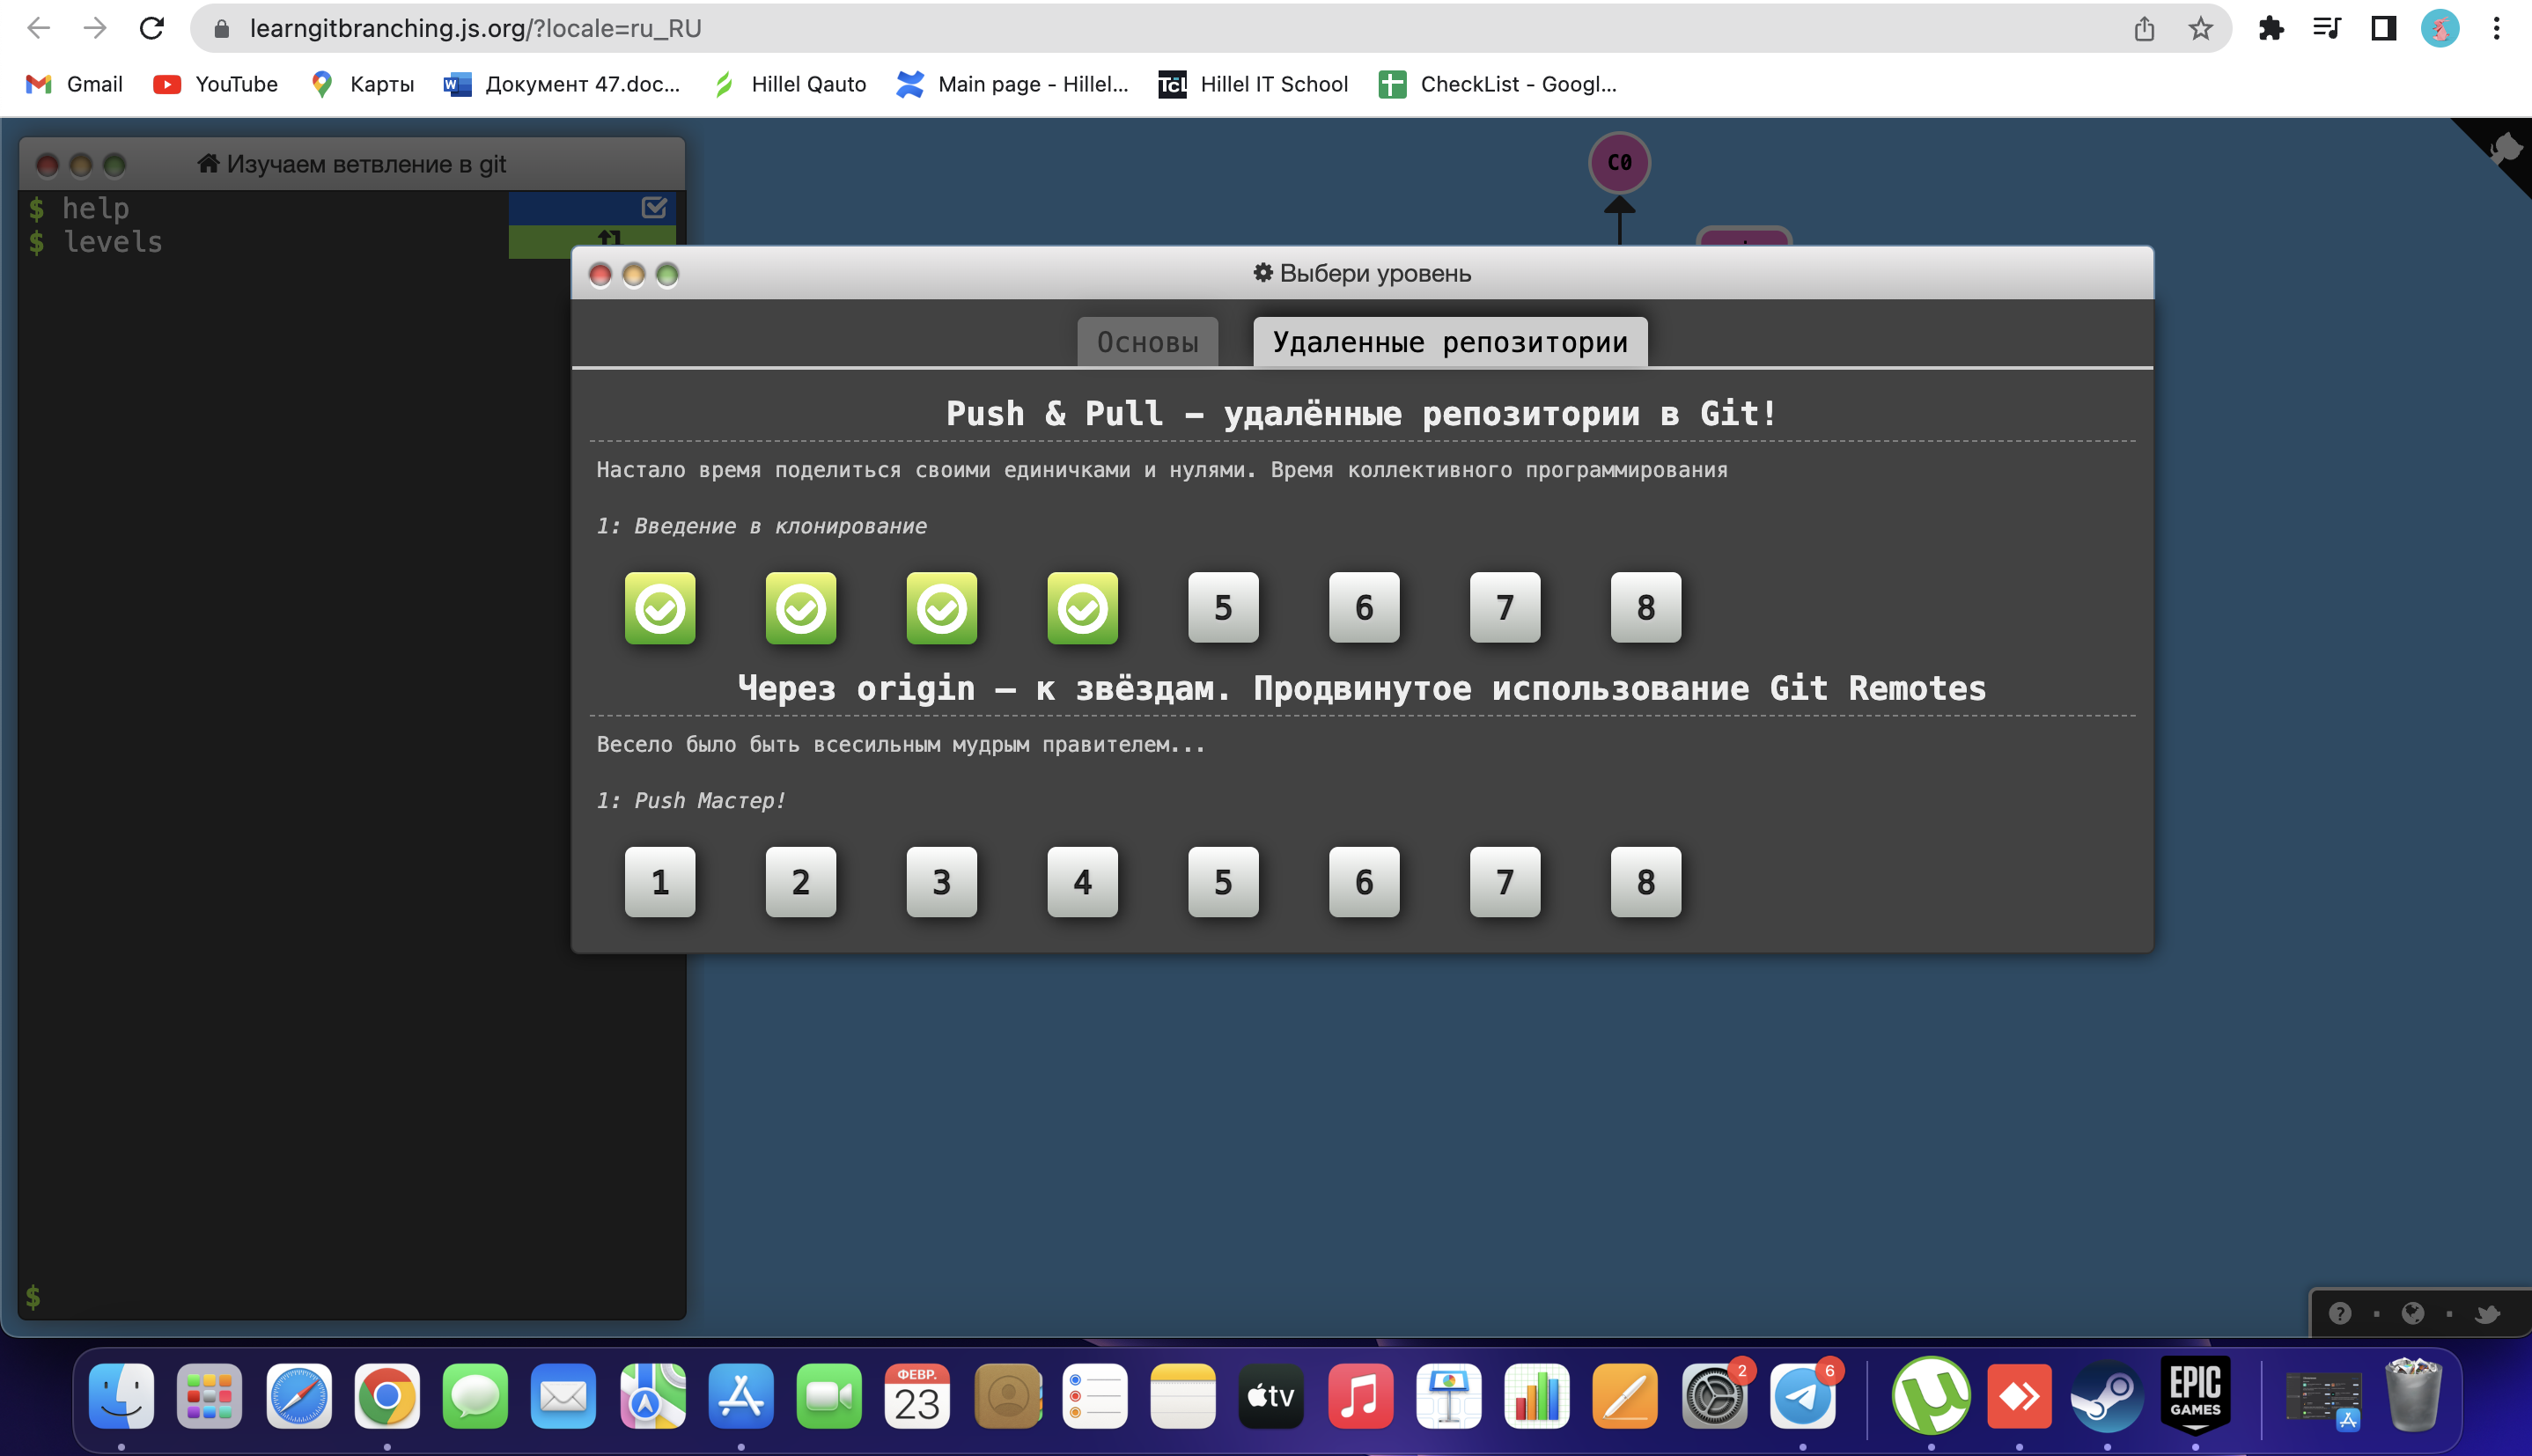 learngitbranching.js.org/?locale=ru_RU
Gmail YouTube Карты Документ 47.doc... Hillel Qauto Main page - Hillel... Hillel IT School CheckList - Googl...
Изучаем ветвление в git
$ help
$ levels
C0
Выбери уровень
Основы Удаленные репозитории
Push & Pull – удалённые репозитории в Git!
Настало время поделиться своими единичками и нулями. Время коллективного программирования
1: Введение в клонирование
5 6 7 8
Через origin – к звёздам. Продвинутое использование Git Remotes
Весело было быть всесильным мудрым правителем...
1: Push Мастер!
1 2 3 4 5 6 7 8
$
ФЕВР.
23
tv
2
6
EPIC
GAMES